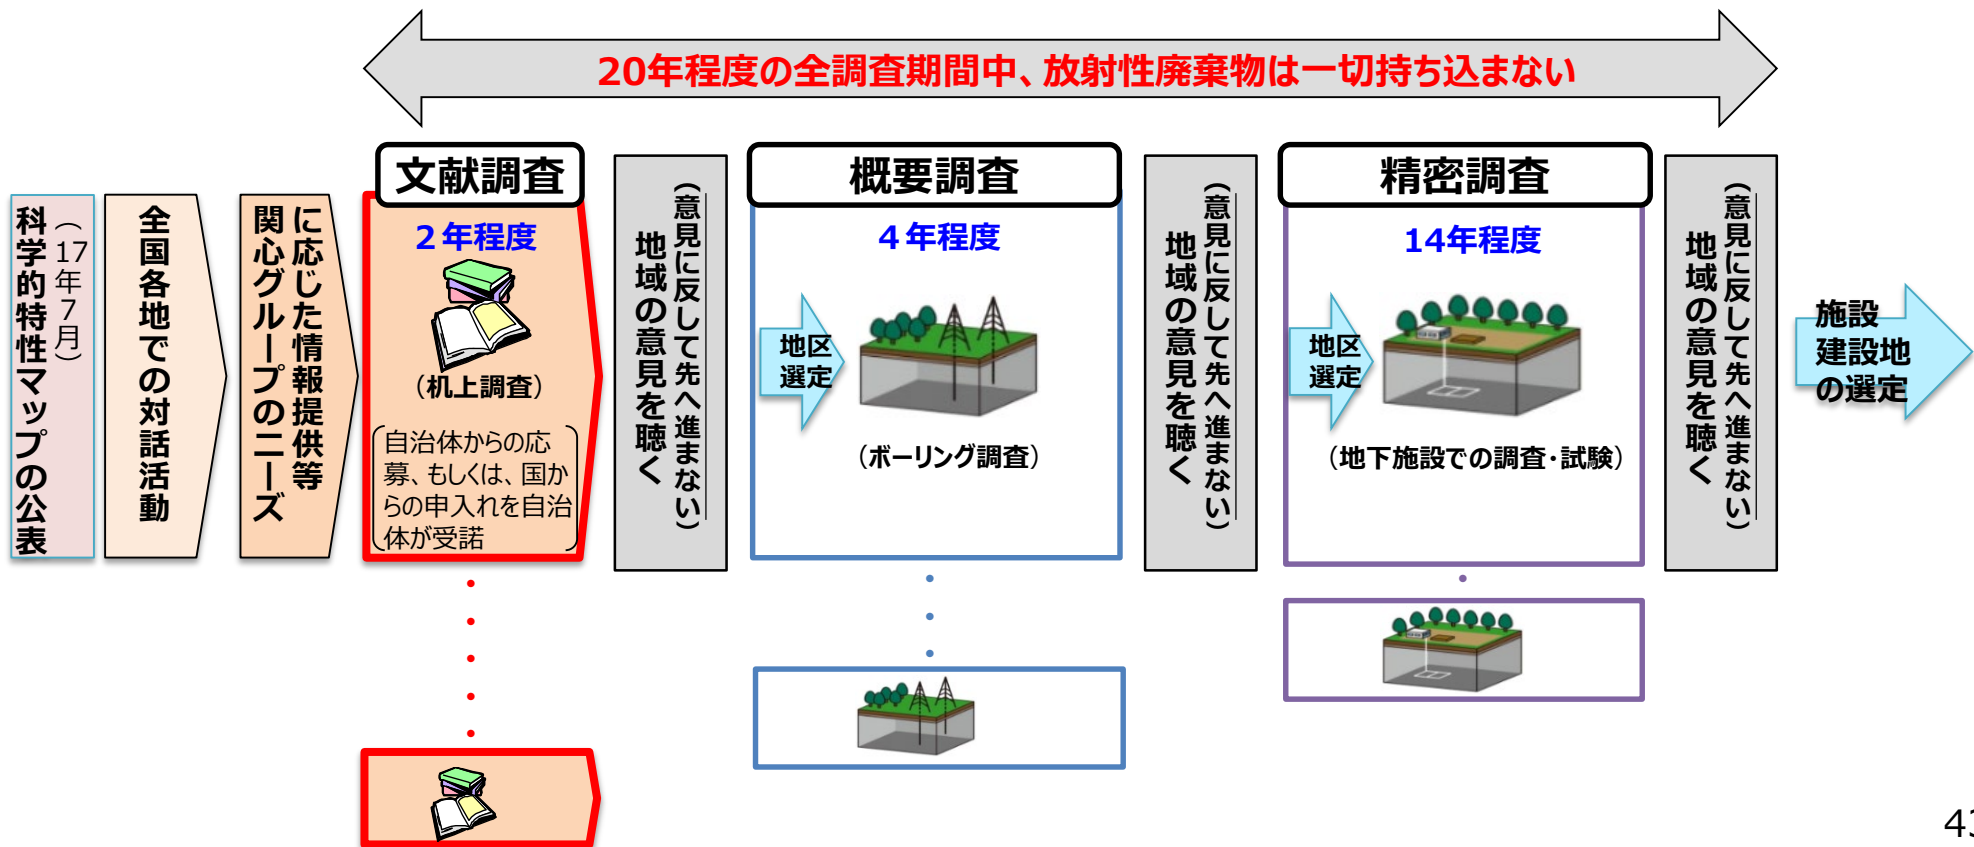 20年程度の全調査期間中、放射性廃棄物は一切持ち込まない
科学的特性マップの公表
（17年７月）
全国各地での対話活動
関心グループのニーズ
に応じた情報提供等
文献調査
２年程度
（机上調査）
自治体からの応
募、もしくは、国か
らの申入れを自治
体が受諾
地域の意見を聴く
（意見に反して先へ進まない）
概要調査
４年程度
地区
選定
（ボーリング調査）
地域の意見を聴く
（意見に反して先へ進まない）
精密調査
14年程度
地区
選定
（地下施設での調査・試験）
地域の意見を聴く
（意見に反して先へ進まない）
施設
建設地
の選定